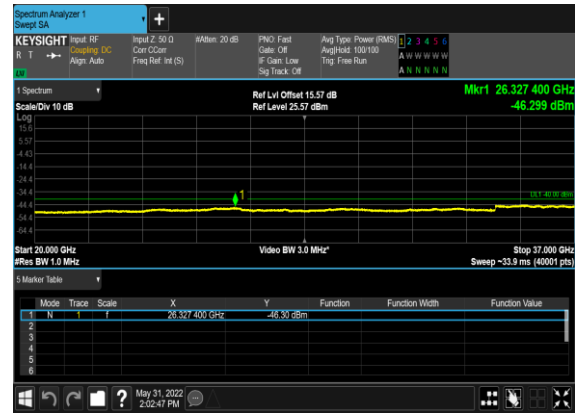 Spectrum Analyzer 1
Swept SA
+
KEYSIGHT Input: RF Input Z: 50 Ω #Atten: 20 dB PNO: Fast Avg Type: Power (RMS) 1 2 3 4 5 6
R T Coupling: DC Corr CCorr Gate: Off Avg|Hold: 100/100 A W W W W W
Align: Auto Freq Ref: Int (S) IF Gain: Low Trig: Free Run
Sig Track: Off A N N N N N
1 Spectrum Ref Lvl Offset 15.57 dB Mkr1 26.327 400 GHz
Scale/Div 10 dB Ref Level 25.57 dBm -46.299 dBm
Log
15.6
5.57
-4.43
-14.4
-24.4
-34.4
-44.4
-54.4
-64.4
1
Start 20.000 GHz Video BW 3.0 MHz* Stop 37.000 GHz
#Res BW 1.0 MHz Sweep ~33.9 ms (40001 pts)
5 Marker Table
Mode Trace Scale X Y Function Function Width Function Value
1 N 1 f 26.327 400 GHz -46.30 dBm
2
3
4
5
6
?
May 31, 2022
2:02:47 PM